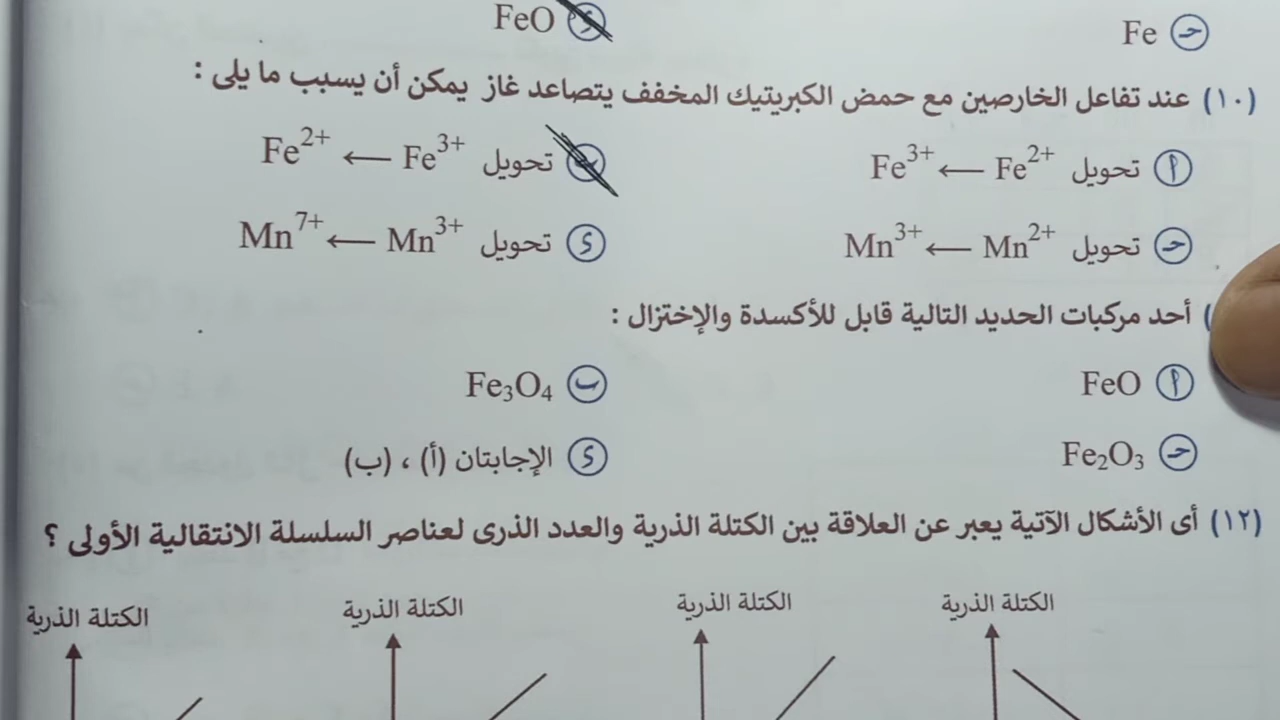 ح Fe د FeO
(١٠) عند تفاعل الخارصين مع حمض الكبريتيك المخفف يتصاعد غاز يمكن أن يسبب ما يلى :
أ تحويل Fe²⁺ ⟶ Fe³⁺ ب تحويل Fe³⁺ ⟶ Fe²⁺
ح تحويل Mn²⁺ ⟶ Mn³⁺ د تحويل Mn³⁺ ⟶ Mn⁷⁺
) أحد مركبات الحديد التالية قابل للأكسدة والإختزال :
أ FeO ب Fe₃O₄
ح Fe₂O₃ د الإجابتان (أ) ، (ب)
(١٢) أى الأشكال الآتية يعبر عن العلاقة بين الكتلة الذرية والعدد الذرى لعناصر السلسلة الانتقالية الأولى ؟
الكتلة الذرية الكتلة الذرية الكتلة الذرية الكتلة الذرية